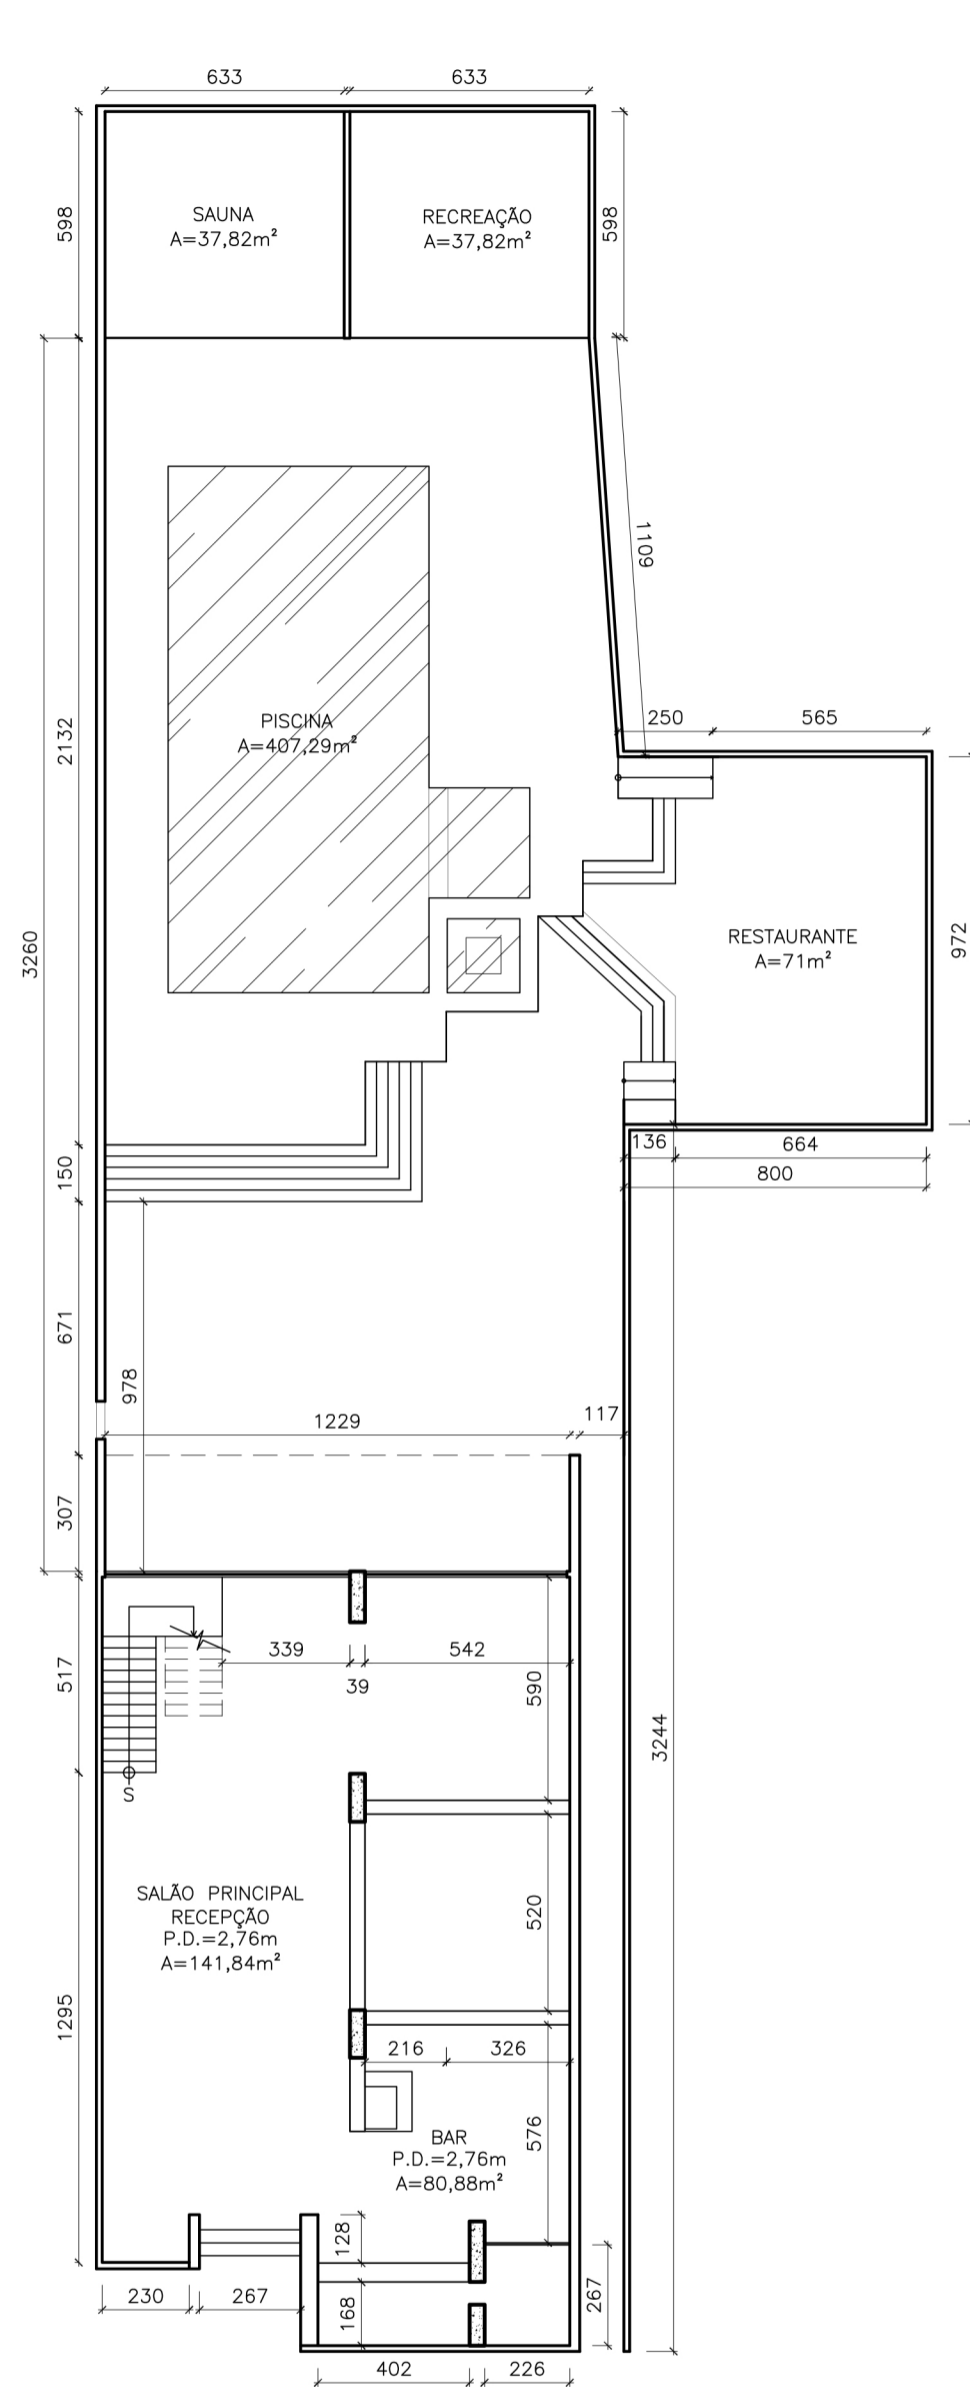 633
633
598
598
SAUNA
A=37,82m²
RECREAÇÃO
A=37,82m²
1109
250
565
2132
PISCINA
A=407,29m²
3260
RESTAURANTE
A=71m²
972
136
664
800
150
671
978
1229
117
307
339
542
39
517
590
3244
S
SALÃO PRINCIPAL
RECEPÇÃO
P.D.=2,76m
A=141,84m²
520
1295
216
326
576
BAR
P.D.=2,76m
A=80,88m²
128
230
267
168
267
402
226